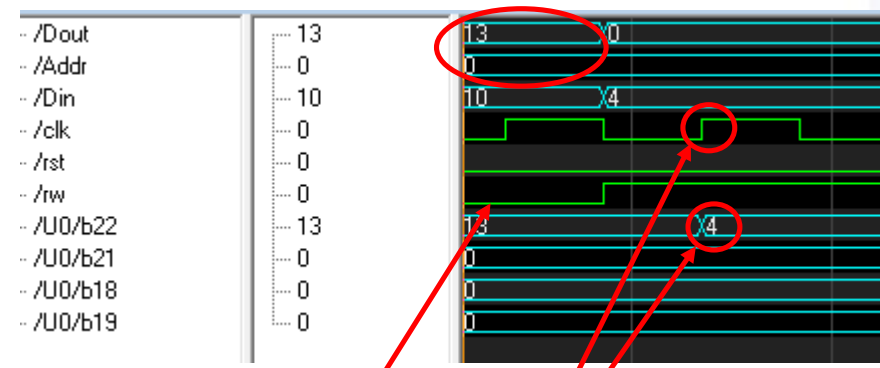 /Dout 13 13 0
/Addr 0 0
/Din 10 10 4
/clk 0
/rst 0
/rw 0
/U0/b22 13 13 4
/U0/b21 0 0
/U0/b18 0 0
/U0/b19 0 0